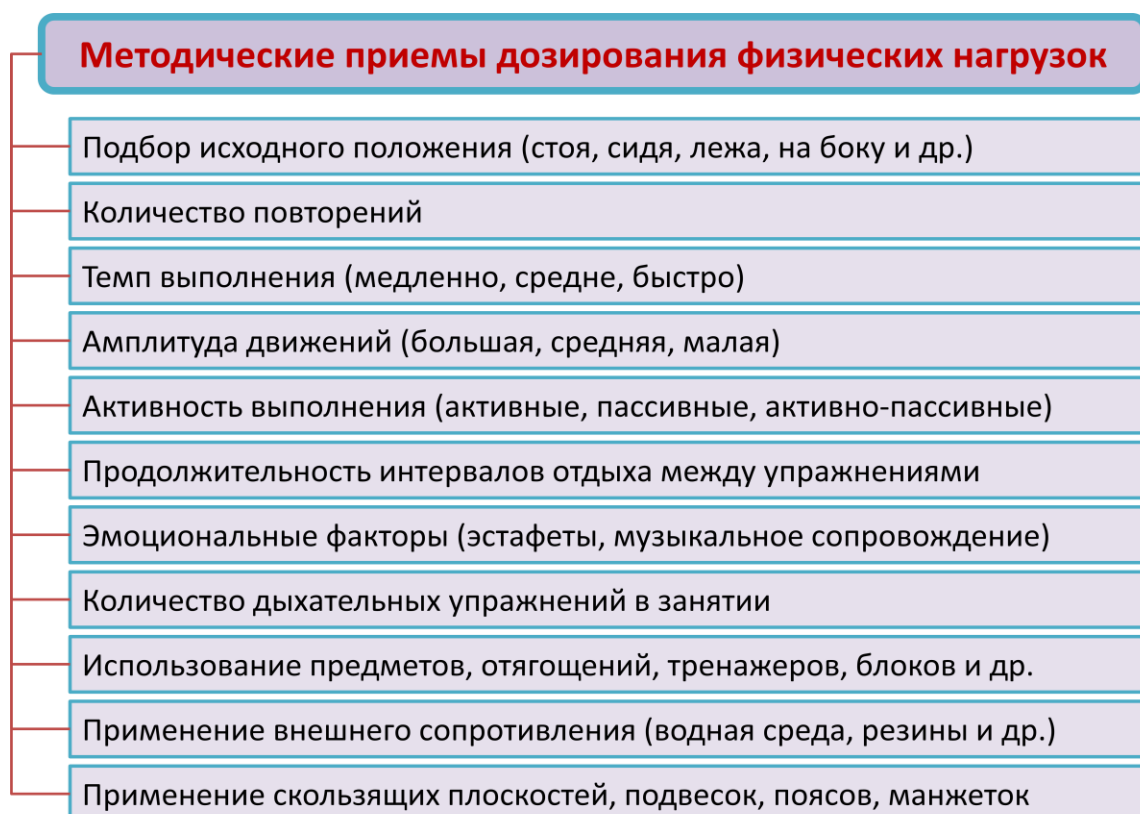 Методические приемы дозирования физических нагрузок
Подбор исходного положения (стоя, сидя, лежа, на боку и др.)
Количество повторений
Темп выполнения (медленно, средне, быстро)
Амплитуда движений (большая, средняя, малая)
Активность выполнения (активные, пассивные, активно-пассивные)
Продолжительность интервалов отдыха между упражнениями
Эмоциональные факторы (эстафеты, музыкальное сопровождение)
Количество дыхательных упражнений в занятии
Использование предметов, отягощений, тренажеров, блоков и др.
Применение внешнего сопротивления (водная среда, резины и др.)
Применение скользящих плоскостей, подвесок, поясов, манжеток